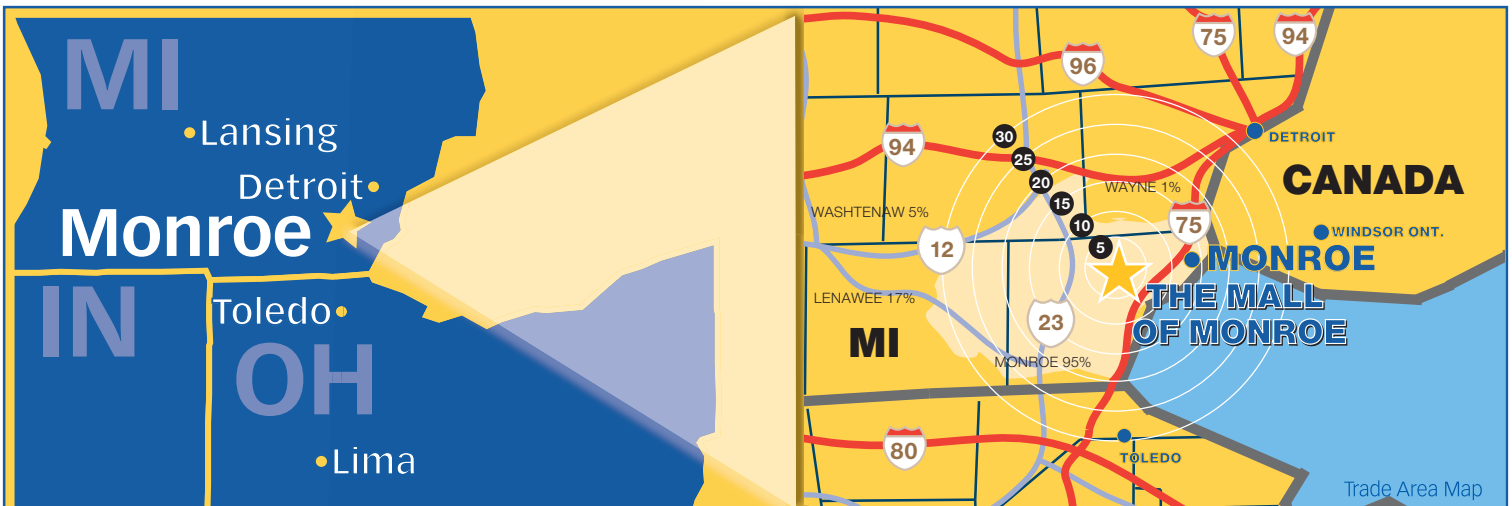 MI
Lansing
Detroit
Monroe
IN
Toledo
OH
Lima
96
75
94
DETROIT
30
94
25
20
WAYNE 1%
CANADA
15
WASHTENAW 5%
10
75
WINDSOR ONT.
12
5
MONROE
LENAWEE 17%
THE MALL
OF MONROE
23
MI
MONROE 95%
80
TOLEDO
Trade Area Map